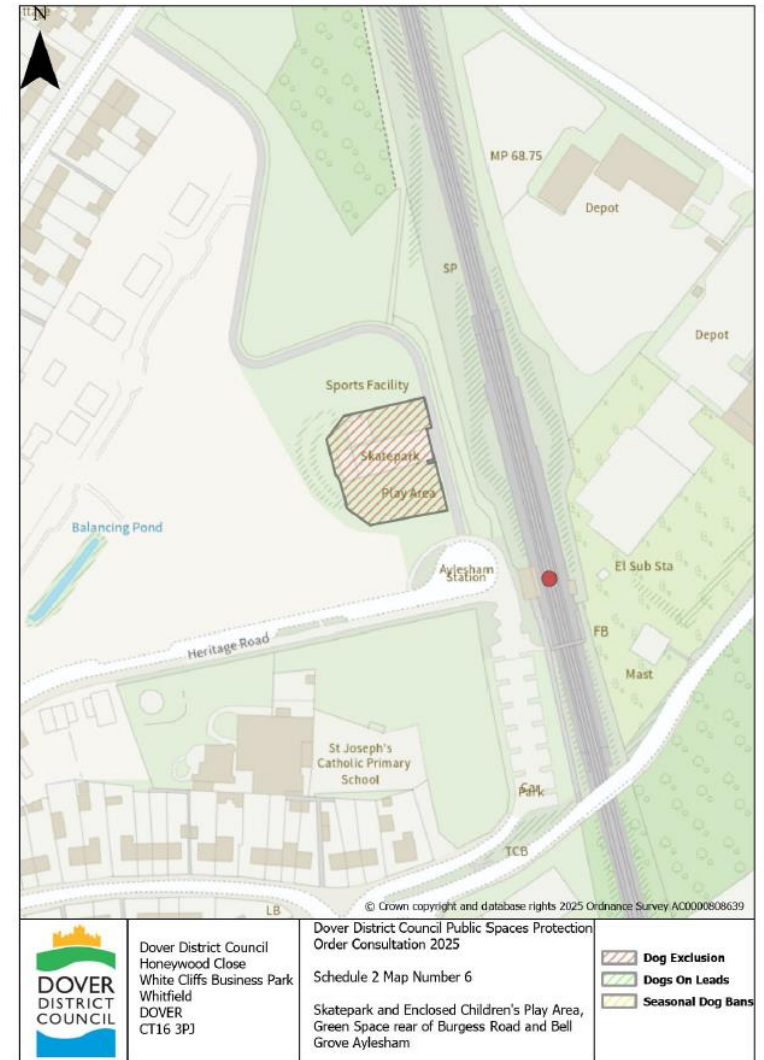 N
MP 68.75
Depot
SP
Depot
Sports Facility
Skatepark
Play Area
Balancing Pond
Aylesham
Station
El Sub Sta
FB
Heritage Road
Mast
St Joseph's
Catholic Primary
School
Car
Park
TCB
LB
© Crown copyright and database rights 2025 Ordnance Survey AC0000808639
DOVER
DISTRICT
COUNCIL
Dover District Council
Honeywood Close
White Cliffs Business Park
Whitfield
DOVER
CT16 3PJ
Dover District Council Public Spaces Protection
Order Consultation 2025
Schedule 2 Map Number 6
Skatepark and Enclosed Children's Play Area,
Green Space rear of Burgess Road and Bell
Grove Aylesham
Dog Exclusion
Dogs On Leads
Seasonal Dog Bans